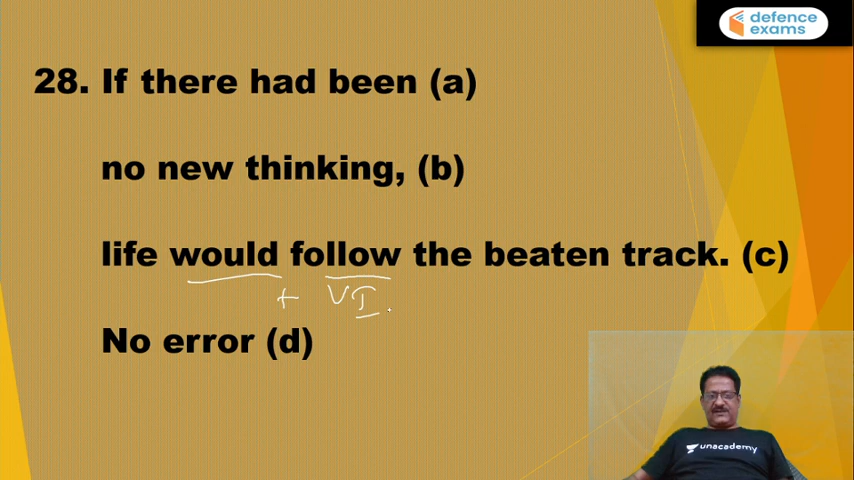 defence
exams
28. If there had been (a)
no new thinking, (b)
life would follow the beaten track. (c)
+ VI
No error (d)
unacademy